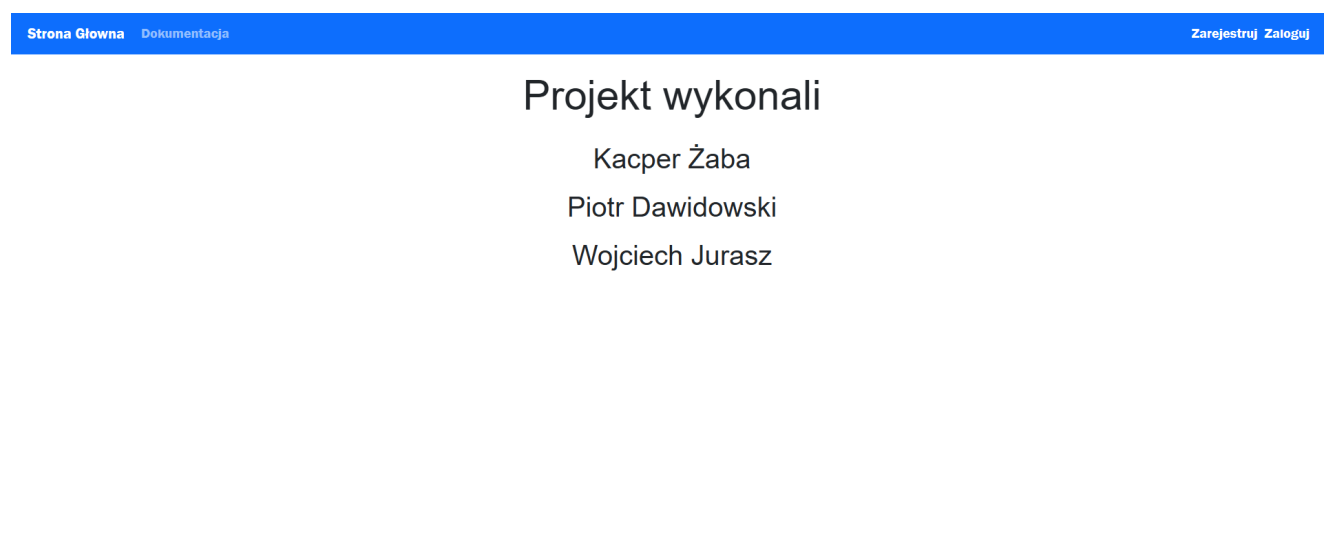 Strona Głowna Dokumentacja Zarejestruj Zaloguj
Projekt wykonali
Kacper Żaba
Piotr Dawidowski
Wojciech Jurasz